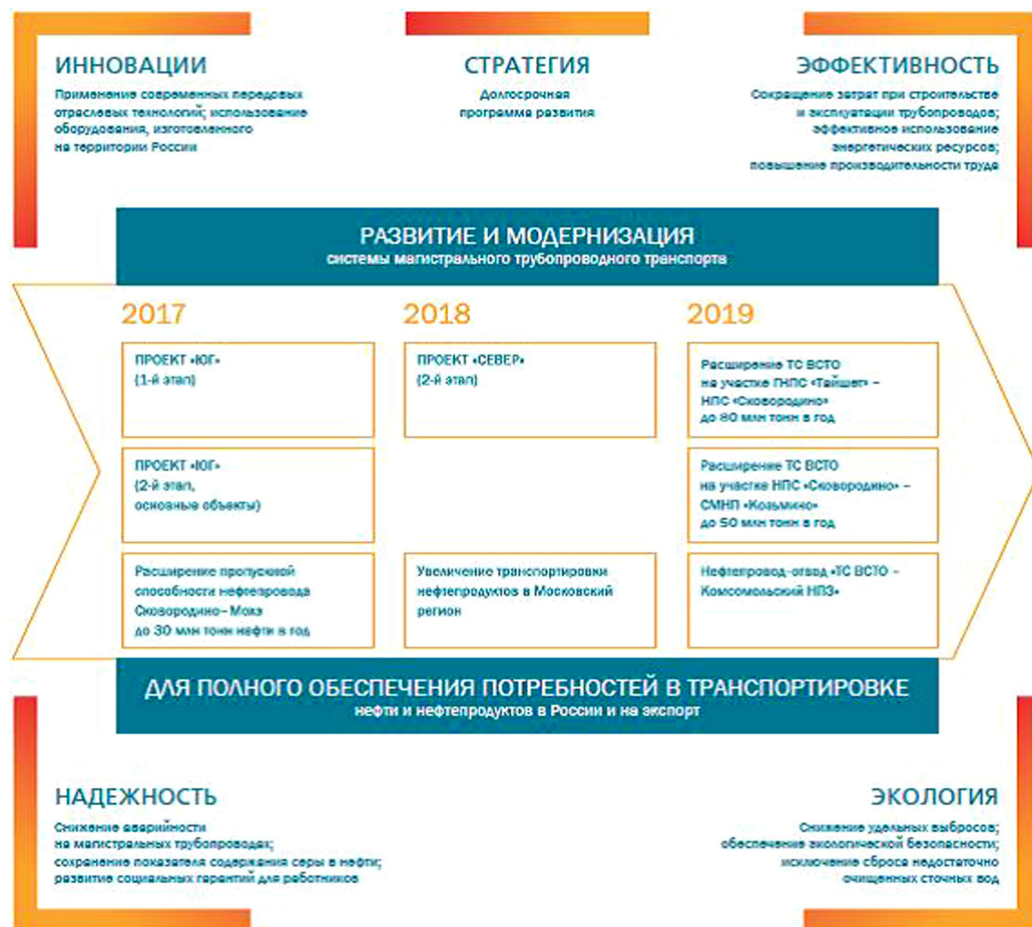 ИННОВАЦИИ
Применение современных передовых
отраслевых технологий; использование
оборудования, изготовленного
на территории России
СТРАТЕГИЯ
Долгосрочная
программа развития
ЭФФЕКТИВНОСТЬ
Сокращение затрат при строительстве
и эксплуатации трубопроводов;
эффективное использование
энергетических ресурсов;
повышение производительности труда
РАЗВИТИЕ И МОДЕРНИЗАЦИЯ
системы магистрального трубопроводного транспорта
2017
2018
2019
ПРОЕКТ «ЮГ»
(1-й этап)
ПРОЕКТ «СЕВЕР»
(2-й этап)
Расширение ТС ВСТО
на участке ГНПС «Тайшет» –
НПС «Сковородино»
до 80 млн тонн в год
ПРОЕКТ «ЮГ»
(2-й этап,
основные объекты)
Расширение ТС ВСТО
на участке НПС «Сковородино» –
СМНП «Козьмино»
до 50 млн тонн в год
Расширение пропускной
способности нефтепровода
Сковородино– Мохэ
до 30 млн тонн нефти в год
Увеличение транспортировки
нефтепродуктов в Московский
регион
Нефтепровод-отвод «ТС ВСТО –
Комсомольский НПЗ»
ДЛЯ ПОЛНОГО ОБЕСПЕЧЕНИЯ ПОТРЕБНОСТЕЙ В ТРАНСПОРТИРОВКЕ
нефти и нефтепродуктов в России и на экспорт
НАДЕЖНОСТЬ
Снижение аварийности
на магистральных трубопроводах;
сохранение показателя содержания серы в нефти;
развитие социальных гарантий для работников
ЭКОЛОГИЯ
Снижение удельных выбросов;
обеспечение экологической безопасности;
исключение сброса недостаточно
очищенных сточных вод